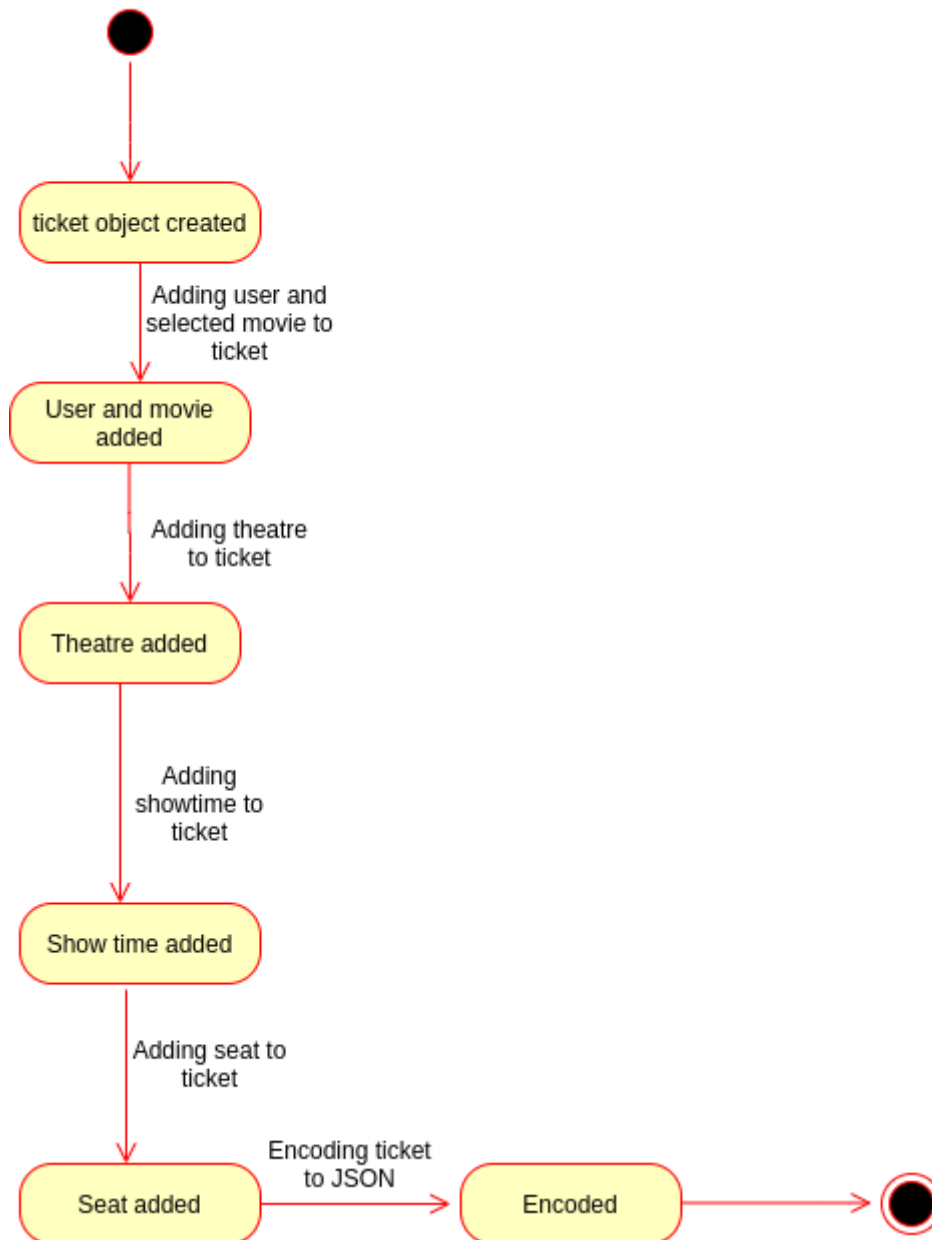 ticket object created
Adding user and
selected movie to
ticket
User and movie
added
Adding theatre
to ticket
Theatre added
Adding
showtime to
ticket
Show time added
Adding seat to
ticket
Seat added
Encoding ticket
to JSON
Encoded